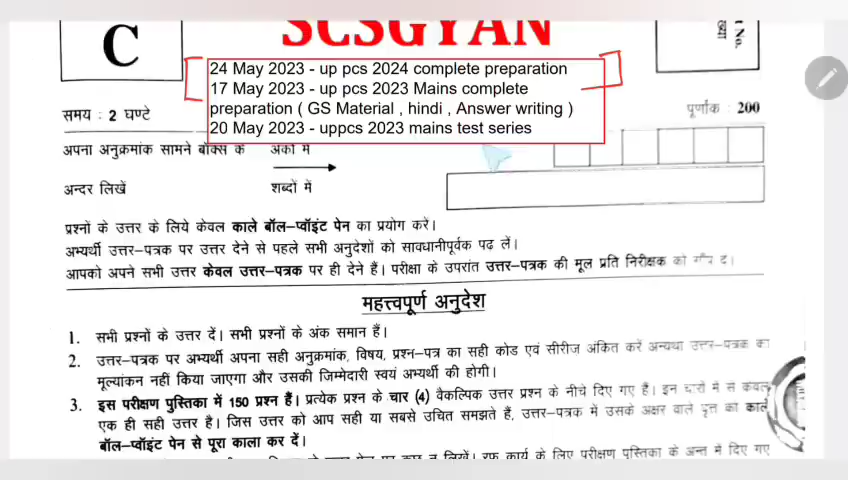 C
SCSGYAN
24 May 2023 - up pcs 2024 complete preparation
17 May 2023 - up pcs 2023 Mains complete
preparation ( GS Material , hindi , Answer writing )
20 May 2023 - uppcs 2023 mains test series
समय : 2 घण्टे
पूर्णांक : 200
अपना अनुक्रमांक सामने बॉक्स के अंकों में
अन्दर लिखें शब्दों में
प्रश्नों के उत्तर के लिये केवल काले बॉल-प्वॉइंट पेन का प्रयोग करें।
अभ्यर्थी उत्तर-पत्रक पर उत्तर देने से पहले सभी अनुदेशों को सावधानीपूर्वक पढ लें।
आपको अपने सभी उत्तर केवल उत्तर-पत्रक पर ही देने हैं। परीक्षा के उपरांत उत्तर-पत्रक की मूल प्रति निरीक्षक को
महत्त्वपूर्ण अनुदेश
1. सभी प्रश्नों के उत्तर दें। सभी प्रश्नों के अंक समान हैं।
2. उत्तर-पत्रक पर अभ्यर्थी अपना सही अनुक्रमांक, विषय, प्रश्न-पत्र का सही कोड एवं सीरीज अंकित करें अन्यथा उत्तर-पत्रक का
मूल्यांकन नहीं किया जाएगा और उसकी जिम्मेदारी स्वयं अभ्यर्थी की होगी।
3. इस परीक्षण पुस्तिका में 150 प्रश्न हैं। प्रत्येक प्रश्न के चार (4) वैकल्पिक उत्तर प्रश्न के नीचे दिए गए हैं। इन चारों में से केवल
एक ही सही उत्तर है। जिस उत्तर को आप सही या सबसे उचित समझते हैं, उत्तर-पत्रक में उसके अक्षर वाले वृत्त को काले
बॉल-प्वॉइंट पेन से पूरा काला कर दें।